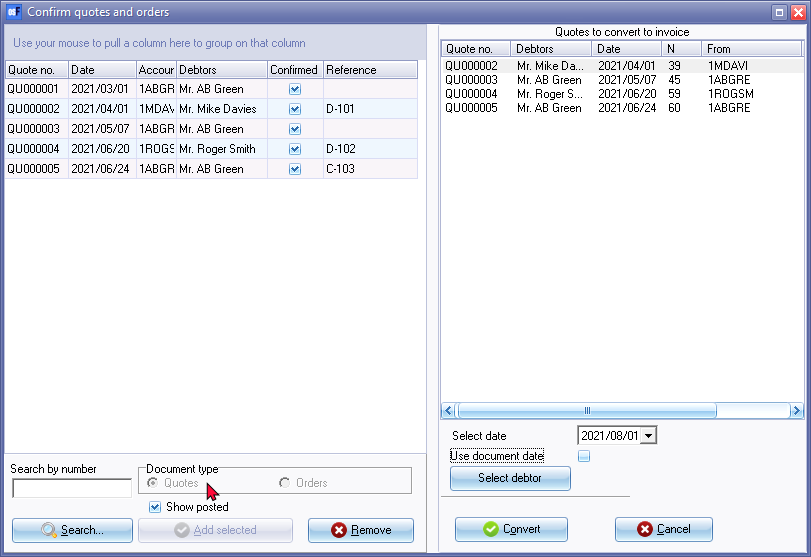 Confirm quotes and orders
Use your mouse to pull a column here to group on that column
Quote no. Date Accour Debtors Confirmed Reference
QU000001 2021/03/01 1ABGR Mr. AB Green
QU000002 2021/04/01 1MDAV Mr. Mike Davies D-101
QU000003 2021/05/07 1ABGR Mr. AB Green
QU000004 2021/06/20 1ROGS Mr. Roger Smith D-102
QU000005 2021/06/24 1ABGR Mr. AB Green C-103
Search by number
Document type
Quotes Orders
Show posted
Search... Add selected Remove
Quotes to convert to invoice
Quote no. Debtors Date N From
QU000002 Mr. Mike Da... 2021/04/01 39 1MDAVI
QU000003 Mr. AB Green 2021/05/07 45 1ABGRE
QU000004 Mr. Roger S... 2021/06/20 59 1ROGSM
QU000005 Mr. AB Green 2021/06/24 60 1ABGRE
Select date 2021/08/01
Use document date
Select debtor
Convert Cancel